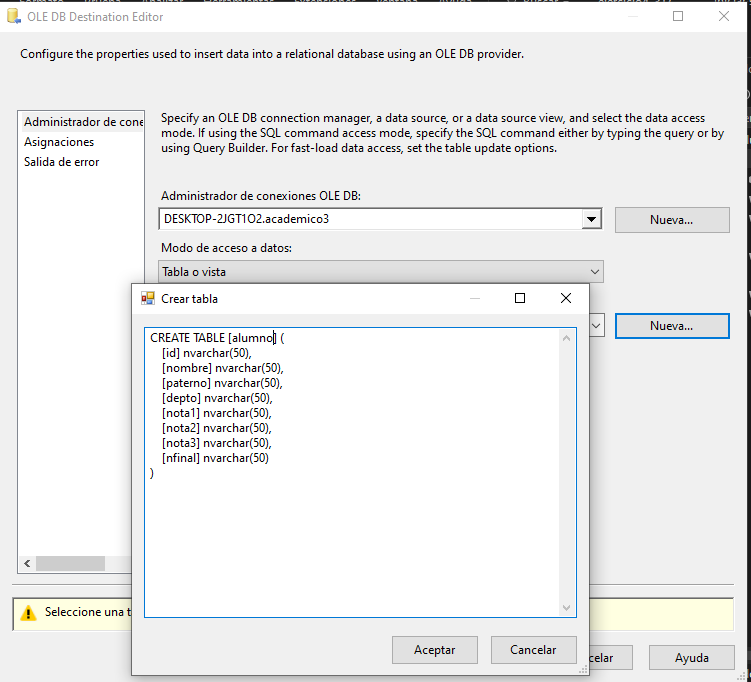 OLE DB Destination Editor
Configure the properties used to insert data into a relational database using an OLE DB provider.
Administrador de cone
Asignaciones
Salida de error
Specify an OLE DB connection manager, a data source, or a data source view, and select the data access
mode. If using the SQL command access mode, specify the SQL command either by typing the query or by
using Query Builder. For fast-load data access, set the table update options.
Administrador de conexiones OLE DB:
DESKTOP-2JGT1O2.academico3
Nueva...
Modo de acceso a datos:
Tabla o vista
Nueva...
Crear tabla
CREATE TABLE [alumno] (
[id] nvarchar(50),
[nombre] nvarchar(50),
[paterno] nvarchar(50),
[depto] nvarchar(50),
[nota1] nvarchar(50),
[nota2] nvarchar(50),
[nota3] nvarchar(50),
[nfinal] nvarchar(50)
)
Aceptar
Cancelar
Seleccione una t
celar
Ayuda